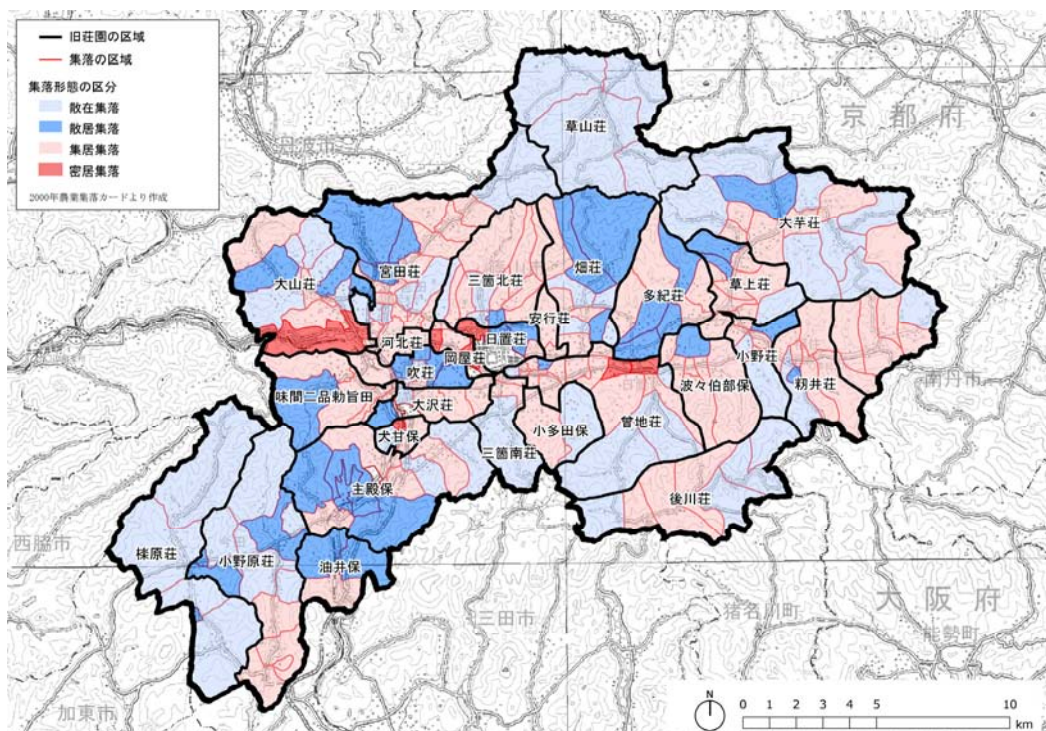 旧荘園の区域
集落の区域
集落形態の区分
散在集落
散居集落
集居集落
密居集落
2000年農業集落カードより作成
京都府
丹波市
草山荘
大芋荘
大山荘
宮田荘
三箇北荘
畑荘
多紀荘
草上荘
安行荘
河北荘
岡屋荘
日置荘
小野荘
吹荘
波々伯部保
籾井荘
南丹市
味間二品勅旨田
大沢荘
犬甘保
小多田保
曾地荘
三箇南荘
主殿保
後川荘
西脇市
榛原荘
小野原荘
油井保
三田市
猪名川町
大阪府
能勢町
加東市
N
0 1 2 3 4 5 10
km